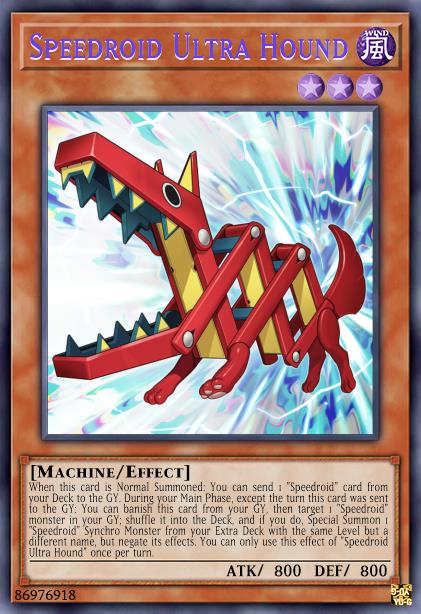 Speedroid Ultra Hound
WIND
風
[Machine/Effect]
When this card is Normal Summoned: You can send 1 "Speedroid" card from
your Deck to the GY. During your Main Phase, except the turn this card was sent
to the GY: You can banish this card from your GY, then target 1 "Speedroid"
monster in your GY; shuffle it into the Deck, and if you do, Special Summon 1
"Speedroid" Synchro Monster from your Extra Deck with the same Level but a
different name, but negate its effects. You can only use this effect of "Speedroid
Ultra Hound" once per turn.
ATK/ 800 DEF/ 800
86976918